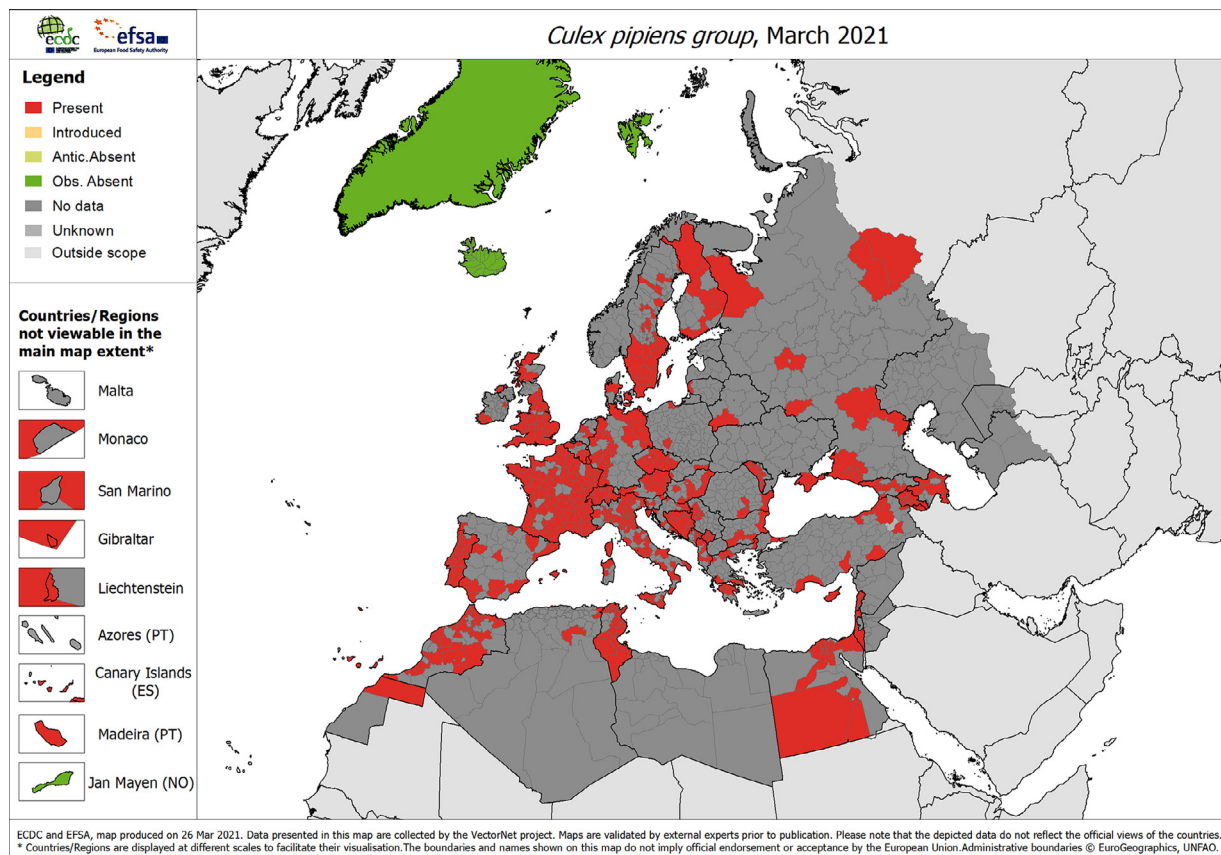 ecdc
efsa
European Food Safety Authority
Culex pipiens group, March 2021
Legend
Present
Introduced
Antic.Absent
Obs. Absent
No data
Unknown
Outside scope
Countries/Regions
not viewable in the
main map extent*
Malta
Monaco
San Marino
Gibraltar
Liechtenstein
Azores (PT)
Canary Islands
(ES)
Madeira (PT)
Jan Mayen (NO)
ECDC and EFSA, map produced on 26 Mar 2021. Data presented in this map are collected by the VectorNet project. Maps are validated by external experts prior to publication. Please note that the depicted data do not reflect the official views of the countries.
* Countries/Regions are displayed at different scales to facilitate their visualisation.The boundaries and names shown on this map do not imply official endorsement or acceptance by the European Union.Administrative boundaries © EuroGeographics, UNFAO.